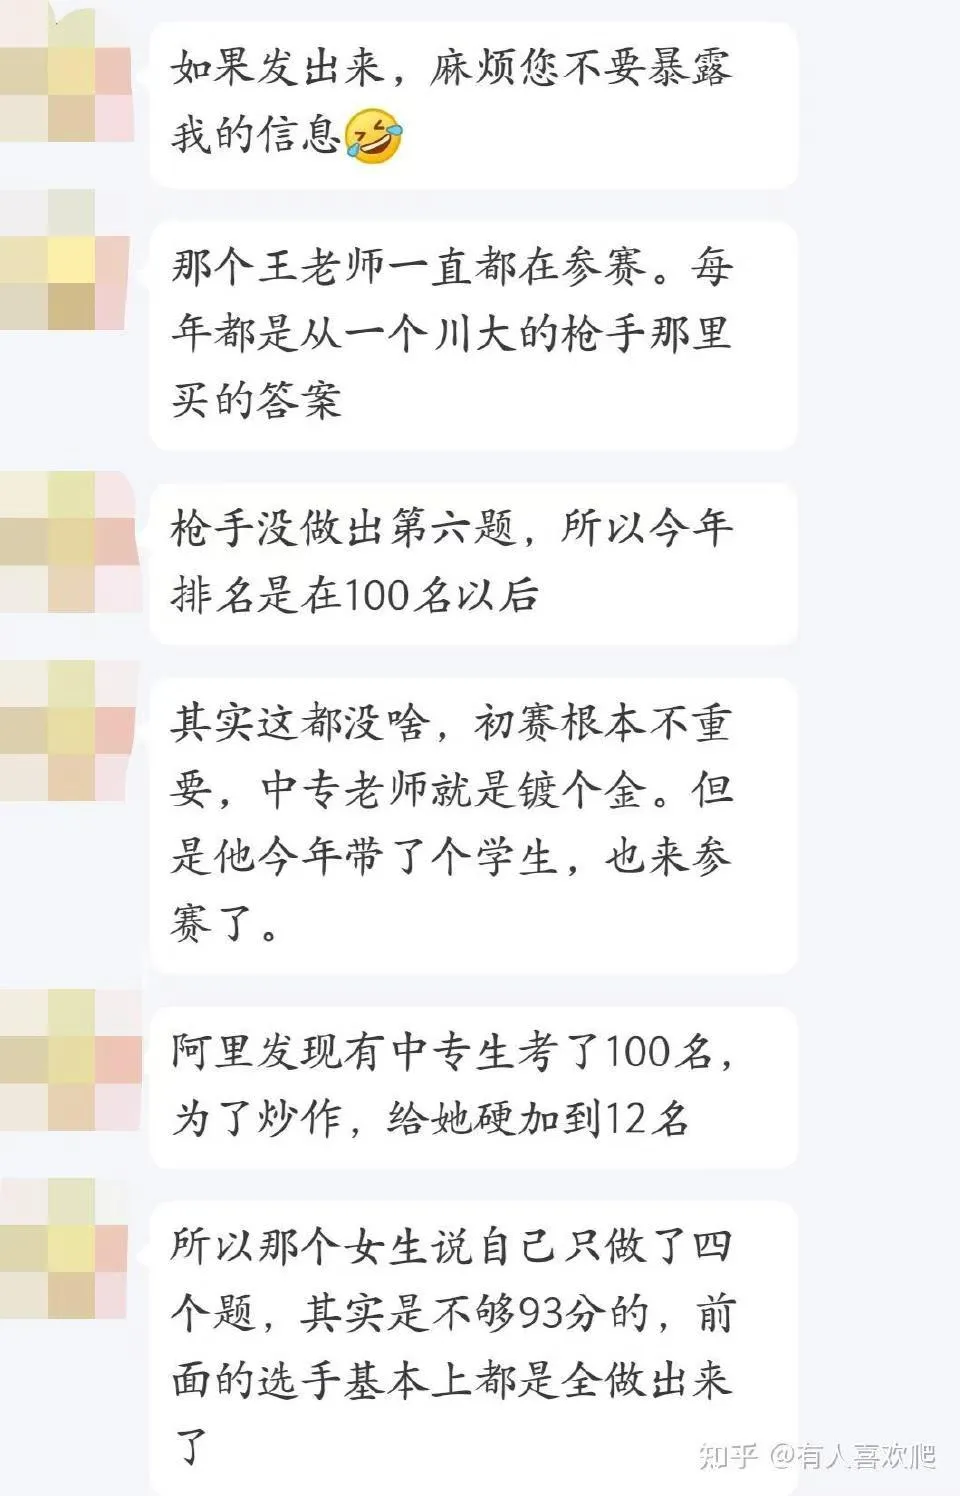 如果发出来，麻烦您不要暴露
我的信息🤣
那个王老师一直都在参赛。每
年都是从一个川大的枪手那里
买的答案
枪手没做出第六题，所以今年
排名是在100名以后
其实这都没啥，初赛根本不重
要，中专老师就是镀个金。但
是他今年带了个学生，也来参
赛了。
阿里发现有中专生考了100名，
为了炒作，给她硬加到12名
所以那个女生说自己只做了四
个题，其实是不够93分的，前
面的选手基本上都是全做出来
了
知乎 @有人喜欢爬